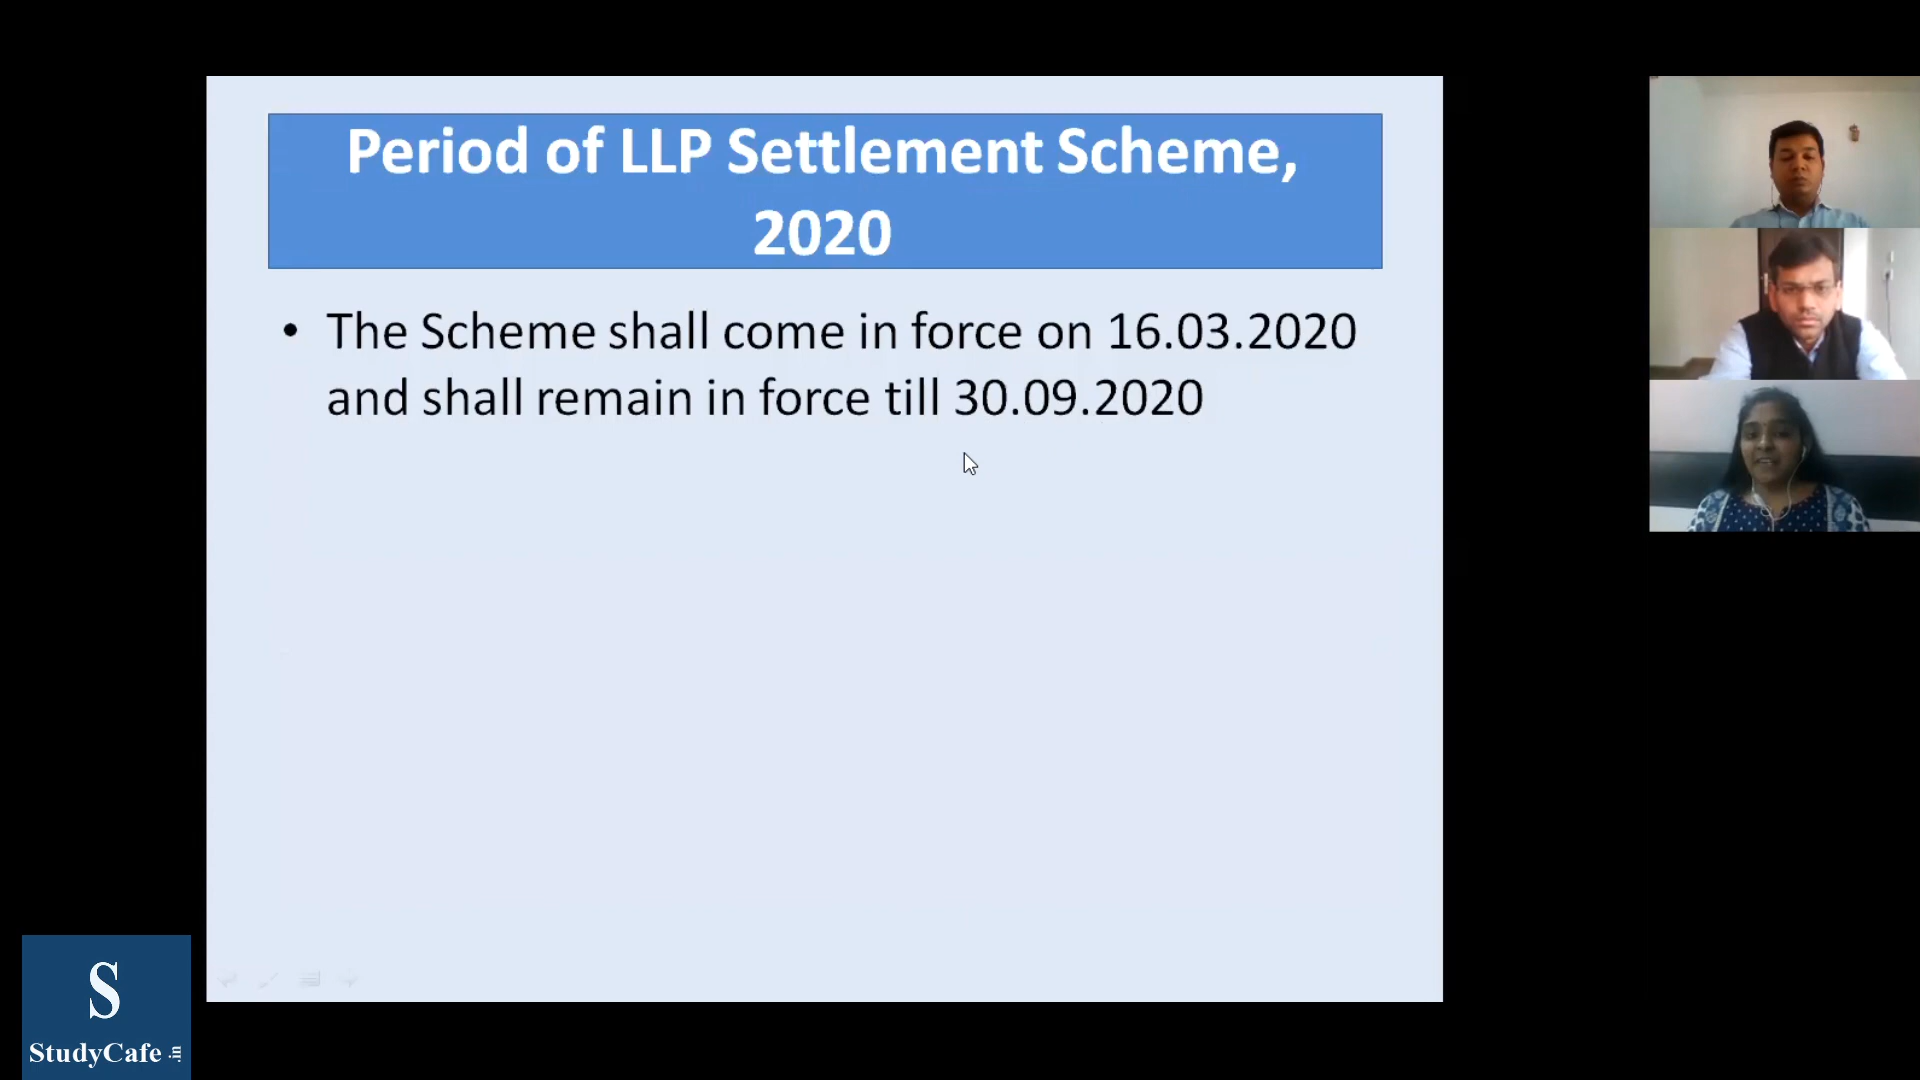 Period of LLP Settlement Scheme,
2020
• The Scheme shall come in force on 16.03.2020
and shall remain in force till 30.09.2020
S
StudyCafe .in